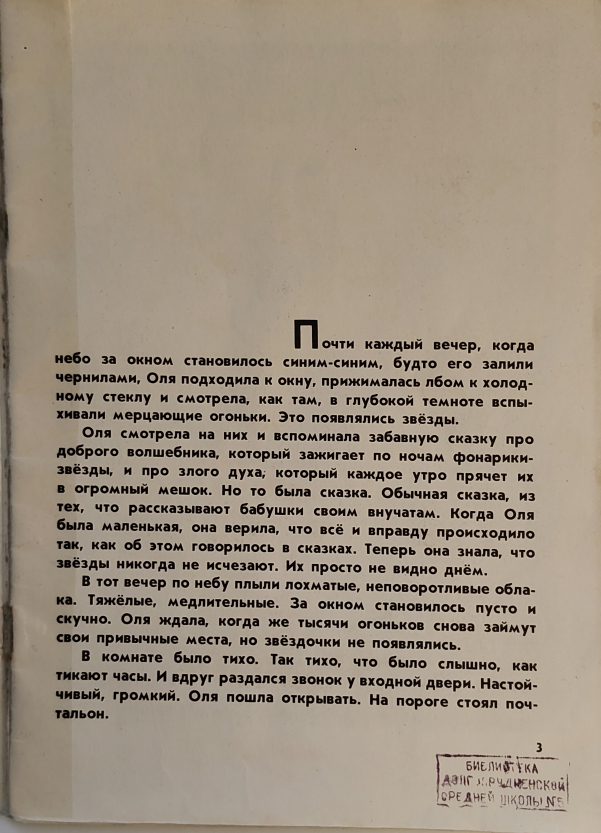 Почти каждый вечер, когда
небо за окном становилось синим-синим, будто его залили
чернилами, Оля подходила к окну, прижималась лбом к холод-
ному стеклу и смотрела, как там, в глубокой темноте вспы-
хивали мерцающие огоньки. Это появлялись звёзды.
Оля смотрела на них и вспоминала забавную сказку про
доброго волшебника, который зажигает по ночам фонарики-
звёзды, и про злого духа, который каждое утро прячет их
в огромный мешок. Но то была сказка. Обычная сказка, из
тех, что рассказывают бабушки своим внучатам. Когда Оля
была маленькая, она верила, что всё и вправду происходило
так, как об этом говорилось в сказках. Теперь она знала, что
звёзды никогда не исчезают. Их просто не видно днём.
В тот вечер по небу плыли лохматые, неповоротливые обла-
ка. Тяжёлые, медлительные. За окном становилось пусто и
скучно. Оля ждала, когда же тысячи огоньков снова займут
свои привычные места, но звёздочки не появлялись.
В комнате было тихо. Так тихо, что было слышно, как
тикают часы. И вдруг раздался звонок у входной двери. Настой-
чивый, громкий. Оля пошла открывать. На пороге стоял поч-
тальон.
3
БИБЛИОТЕКА
ДОЛГОПРУДНЕНСКОЙ
СРЕДНЕЙ ШКОЛЫ №5